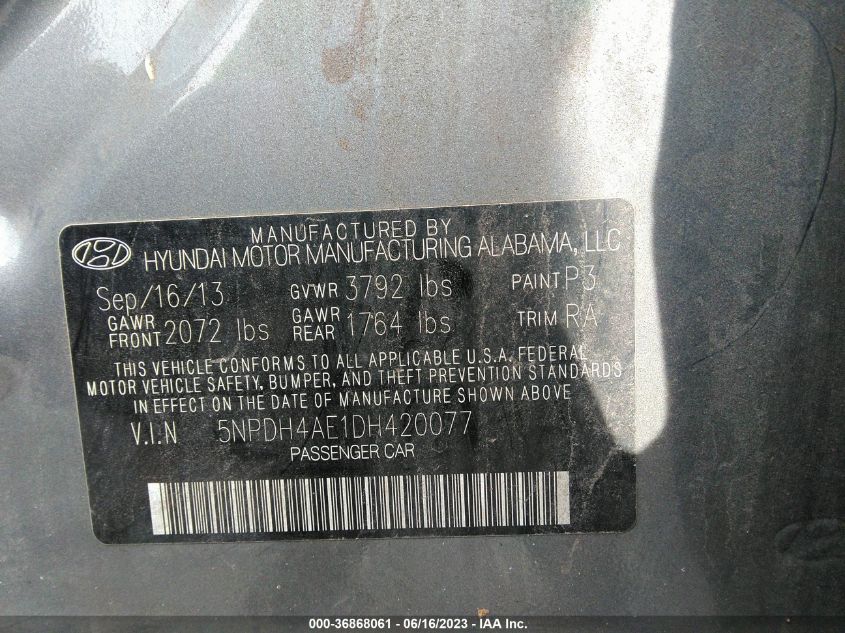 MANUFACTURED BY
HYUNDAI MOTOR MANUFACTURING ALABAMA, LLC
Sep/16/13 GVWR 3792 lbs PAINT P3
GAWR FRONT 2072 lbs GAWR REAR 1764 lbs TRIM RA
THIS VEHICLE CONFORMS TO ALL APPLICABLE U.S.A. FEDERAL
MOTOR VEHICLE SAFETY, BUMPER, AND THEFT PREVENTION STANDARDS
IN EFFECT ON THE DATE OF MANUFACTURE SHOWN ABOVE
V.I.N 5NPDH4AE1DH420077
PASSENGER CAR
000-36868061 - 06/16/2023 - IAA Inc.